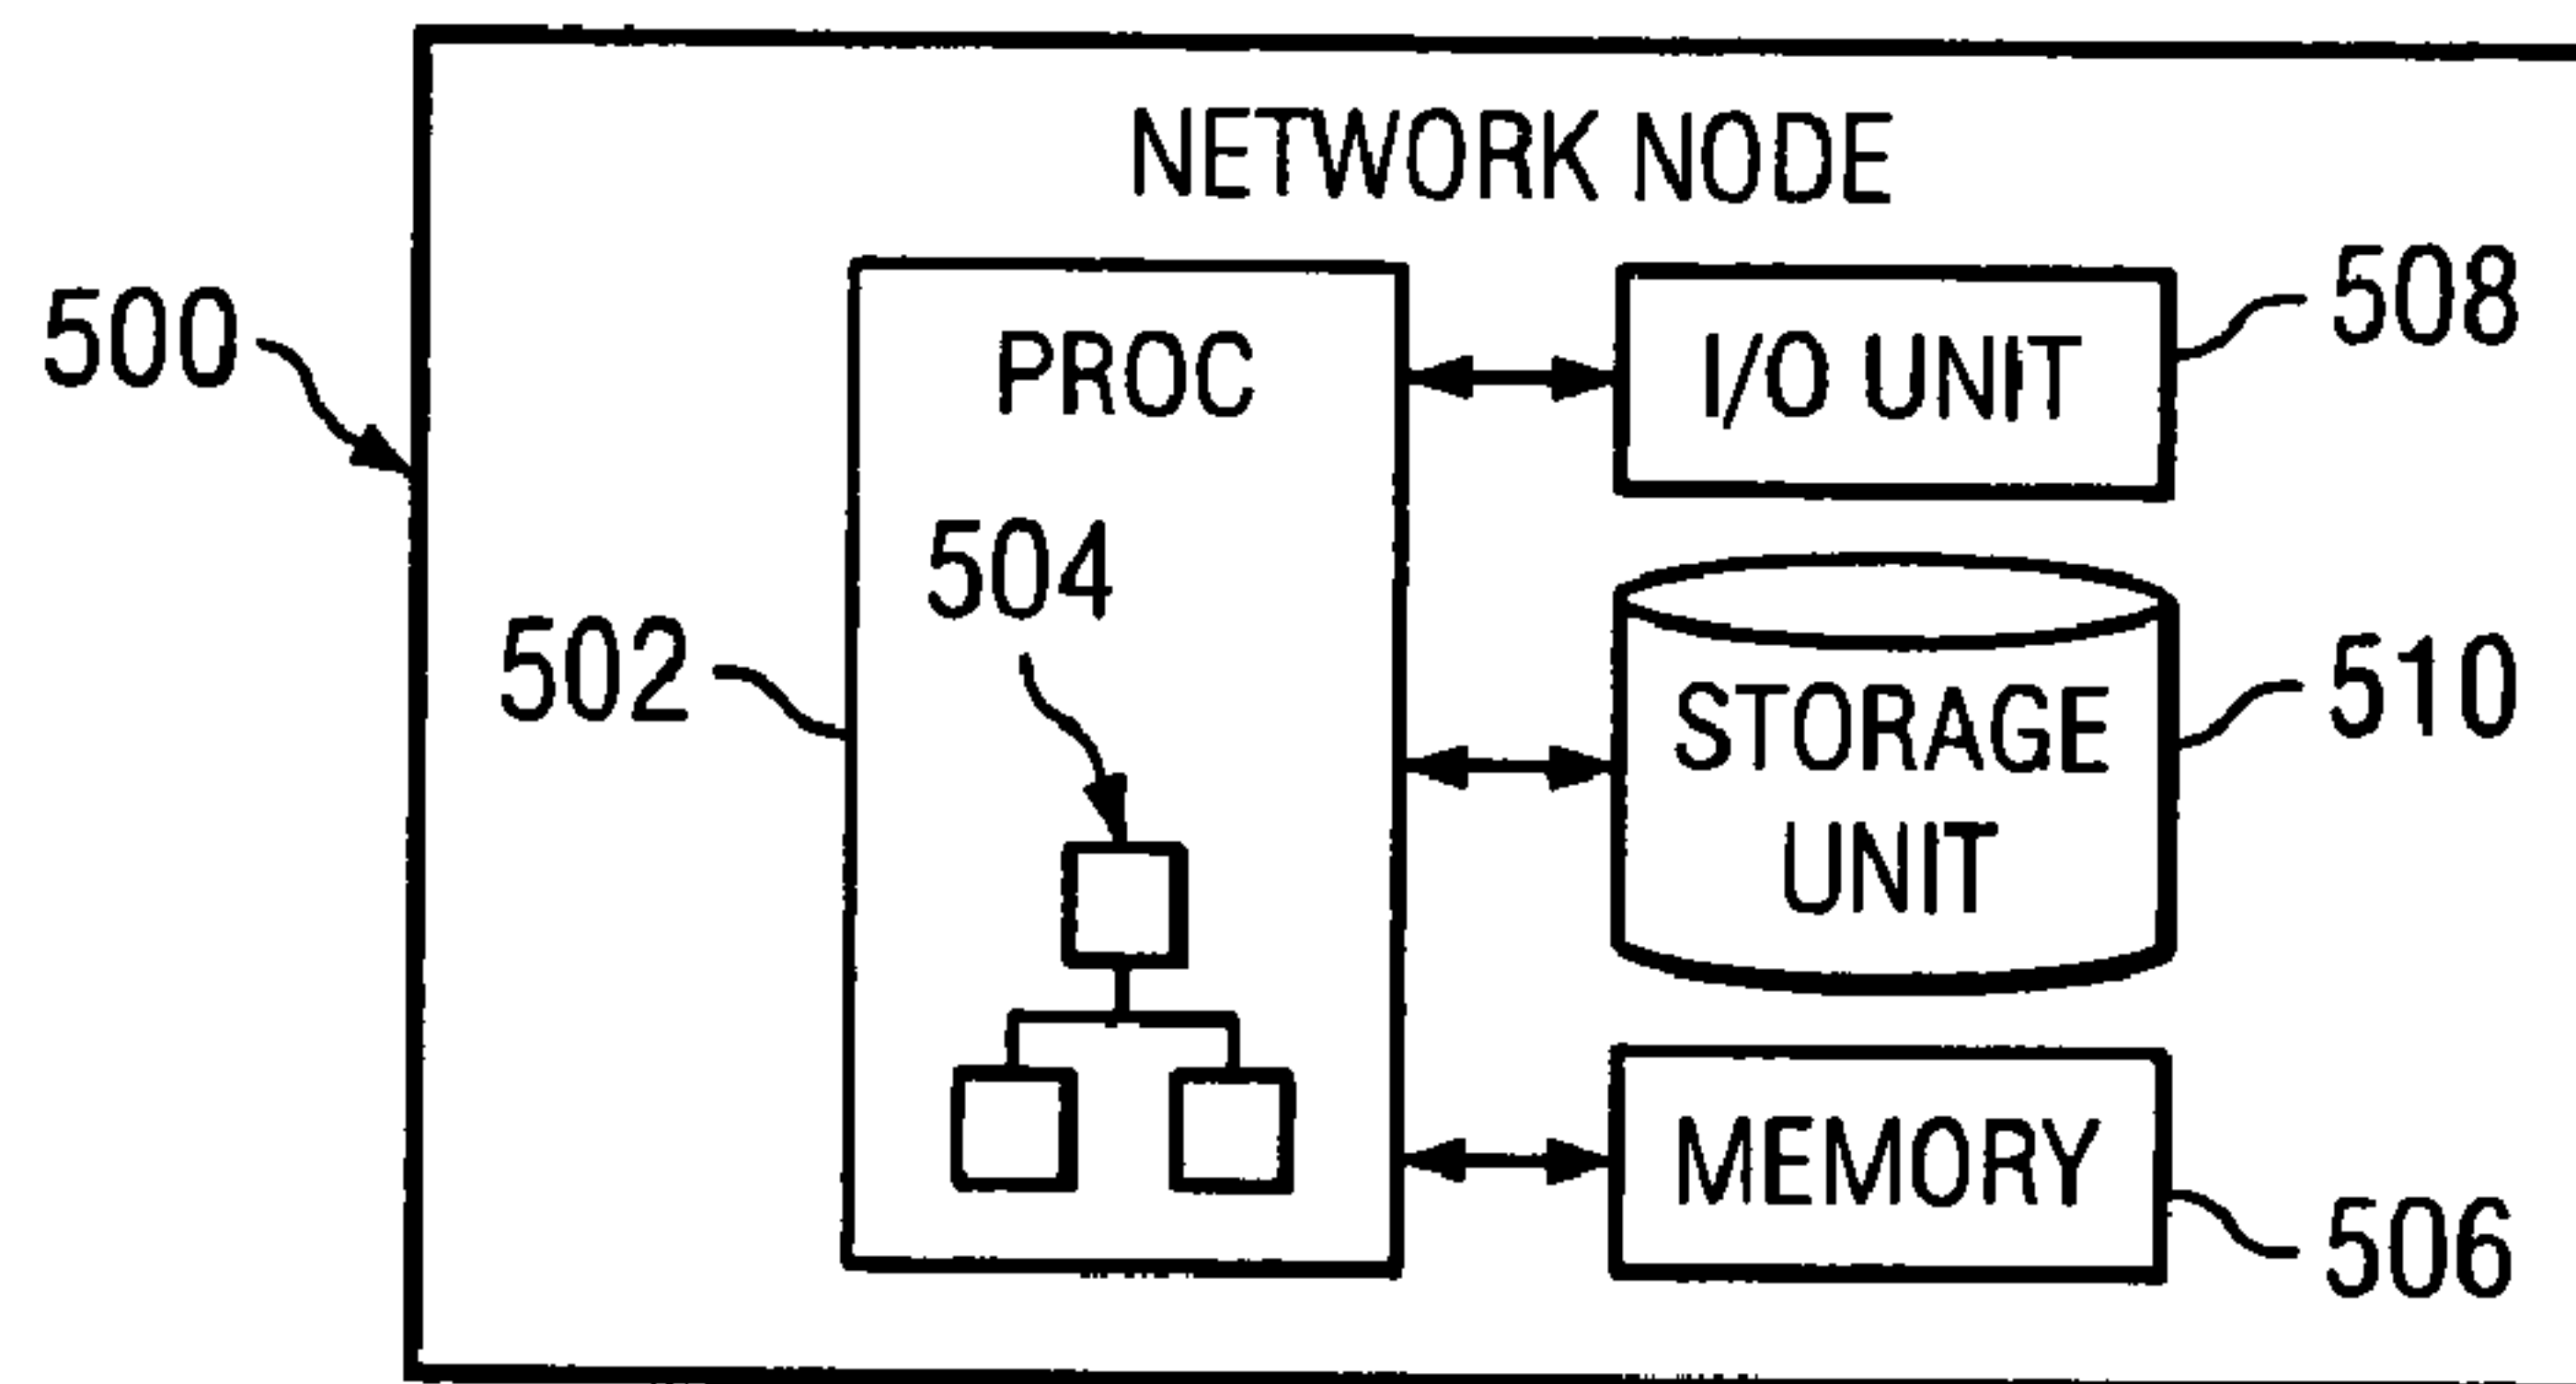 NETWORK NODE
500
PROC
I/O UNIT
508
504
502
STORAGE
UNIT
510
MEMORY
506